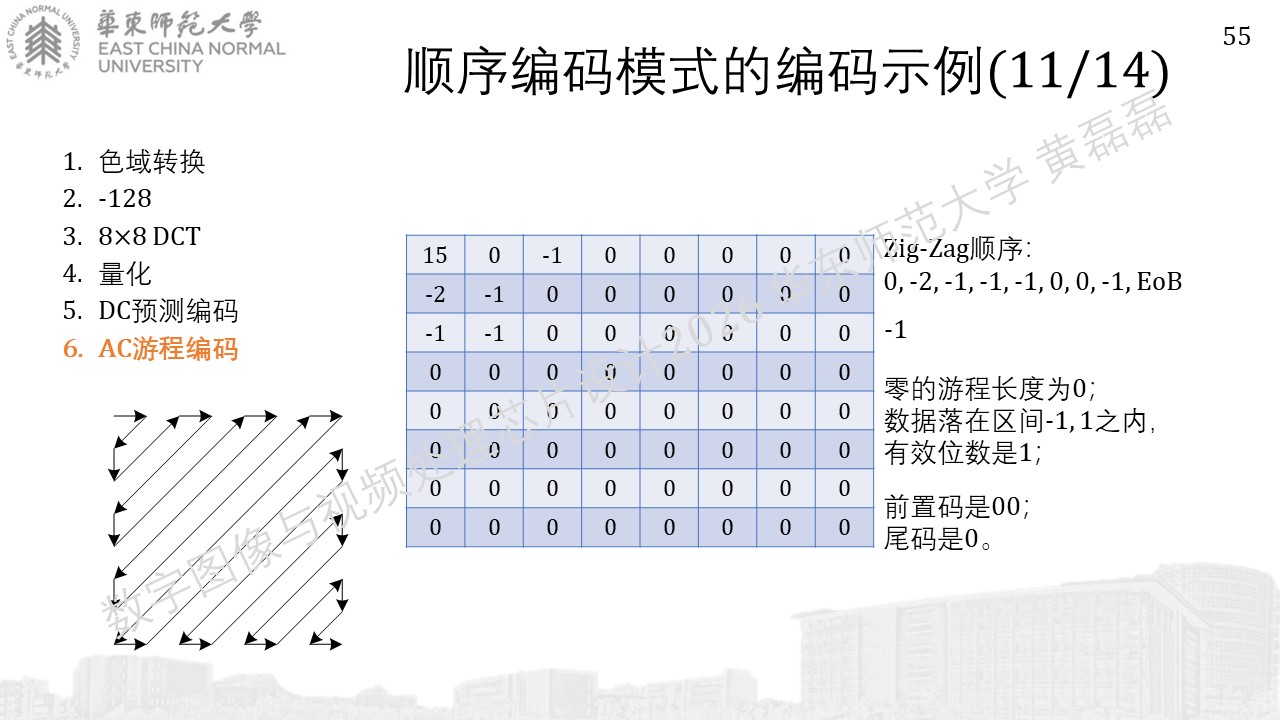 華東師範大學
EAST CHINA NORMAL
UNIVERSITY
EAST CHINA NORMAL UNIVERSITY
華東師範大學
55
顺序编码模式的编码示例(11/14)
1. 色域转换
2. -128
3. 8×8 DCT
4. 量化
5. DC预测编码
6. AC游程编码
15 0 -1 0 0 0 0 0
-2 -1 0 0 0 0 0 0
-1 -1 0 0 0 0 0 0
0 0 0 0 0 0 0 0
0 0 0 0 0 0 0 0
0 0 0 0 0 0 0 0
0 0 0 0 0 0 0 0
0 0 0 0 0 0 0 0
Zig-Zag顺序：
0, -2, -1, -1, -1, 0, 0, -1, EoB
-1
零的游程长度为0；
数据落在区间-1, 1之内，
有效位数是1；
前置码是00；
尾码是0。
数字图像与视频处理芯片设计2026 华东师范大学 黄磊磊